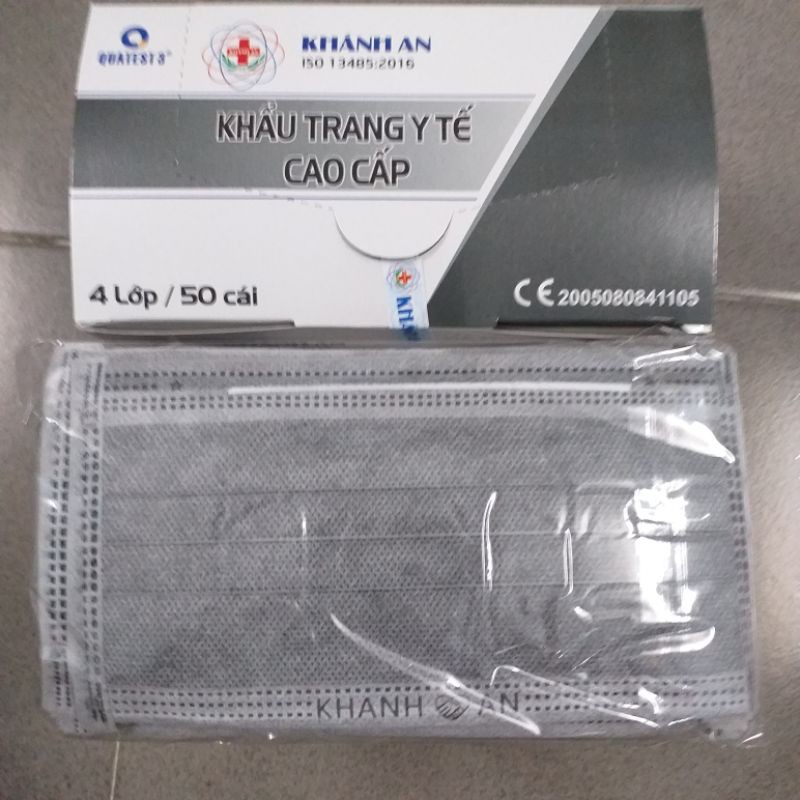 QUATEST 3
KHÁNH AN
ISO 13485:2016
KHẨU TRANG Y TẾ
CAO CẤP
4 Lớp / 50 cái
CE 2005080841105
KHÁ
KHANH AN